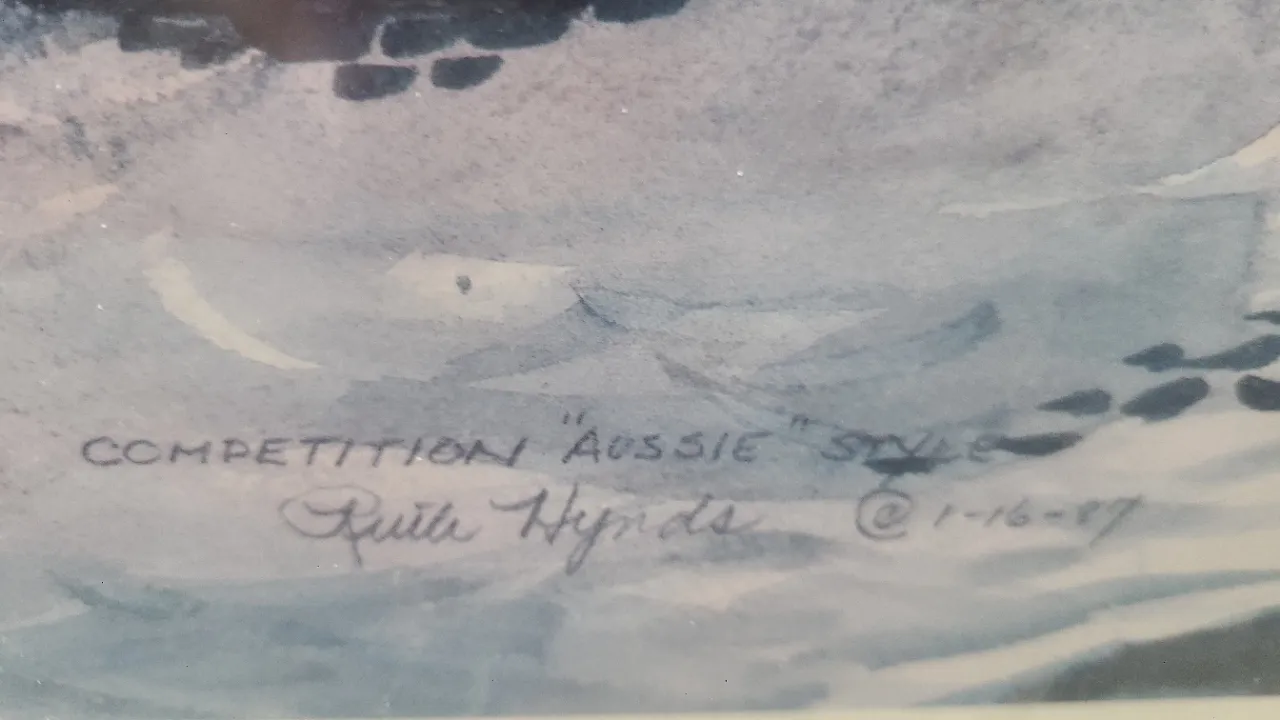 COMPETITION "AUSSIE" STYLE
Ruth Hynds © 1-16-87